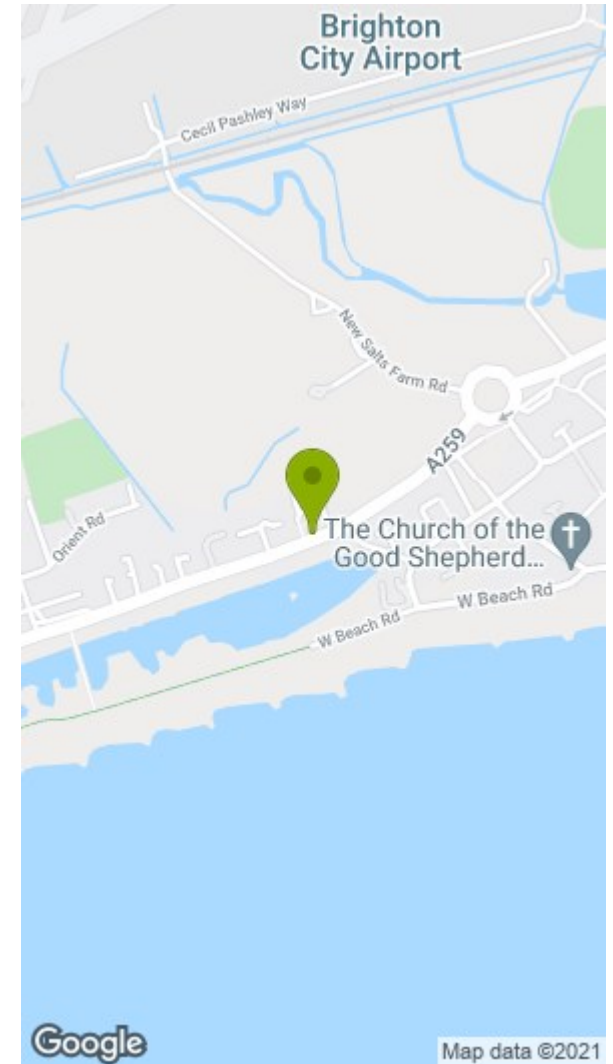 Brighton
City Airport
Cecil Pashley Way
New Salts Farm Rd
A259
Orient Rd
The Church of the
Good Shepherd...
W Beach Rd
W Beach Rd
Google
Map data ©2021